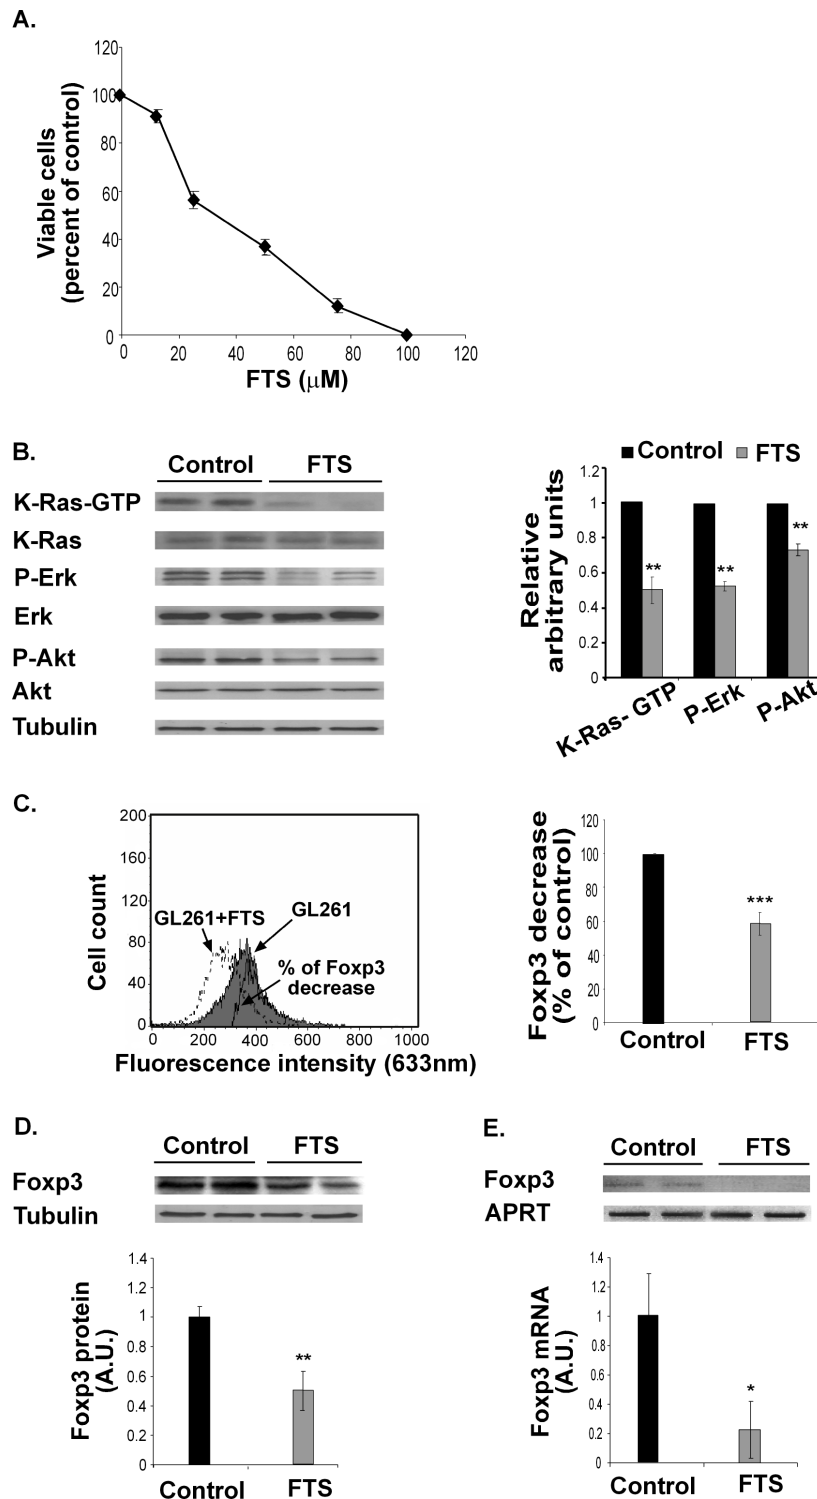 A.
120
100
80
60
40
20
0
Viable cells
(percent of control)
0 20 40 60 80 100 120
FTS (μM)
B.
Control FTS
K-Ras-GTP
K-Ras
P-Erk
Erk
P-Akt
Akt
Tubulin
Control FTS
1.2
1
0.8
0.6
0.4
0.2
0
Relative
arbitrary units
** ** **
K-Ras- GTP P-Erk P-Akt
C.
200
160
120
80
40
0
Cell count
GL261+FTS
GL261
% of Foxp3
decrease
0 200 400 600 800 1000
Fluorescence intensity (633nm)
120
100
80
60
40
20
0
Foxp3 decrease
(% of control)
***
Control FTS
D.
Control FTS
Foxp3
Tubulin
1.4
1.2
1
0.8
0.6
0.4
0.2
0
Foxp3 protein
(A.U.)
**
Control FTS
E.
Control FTS
Foxp3
APRT
1.4
1.2
1
0.8
0.6
0.4
0.2
0
Foxp3 mRNA
(A.U.)
*
Control FTS